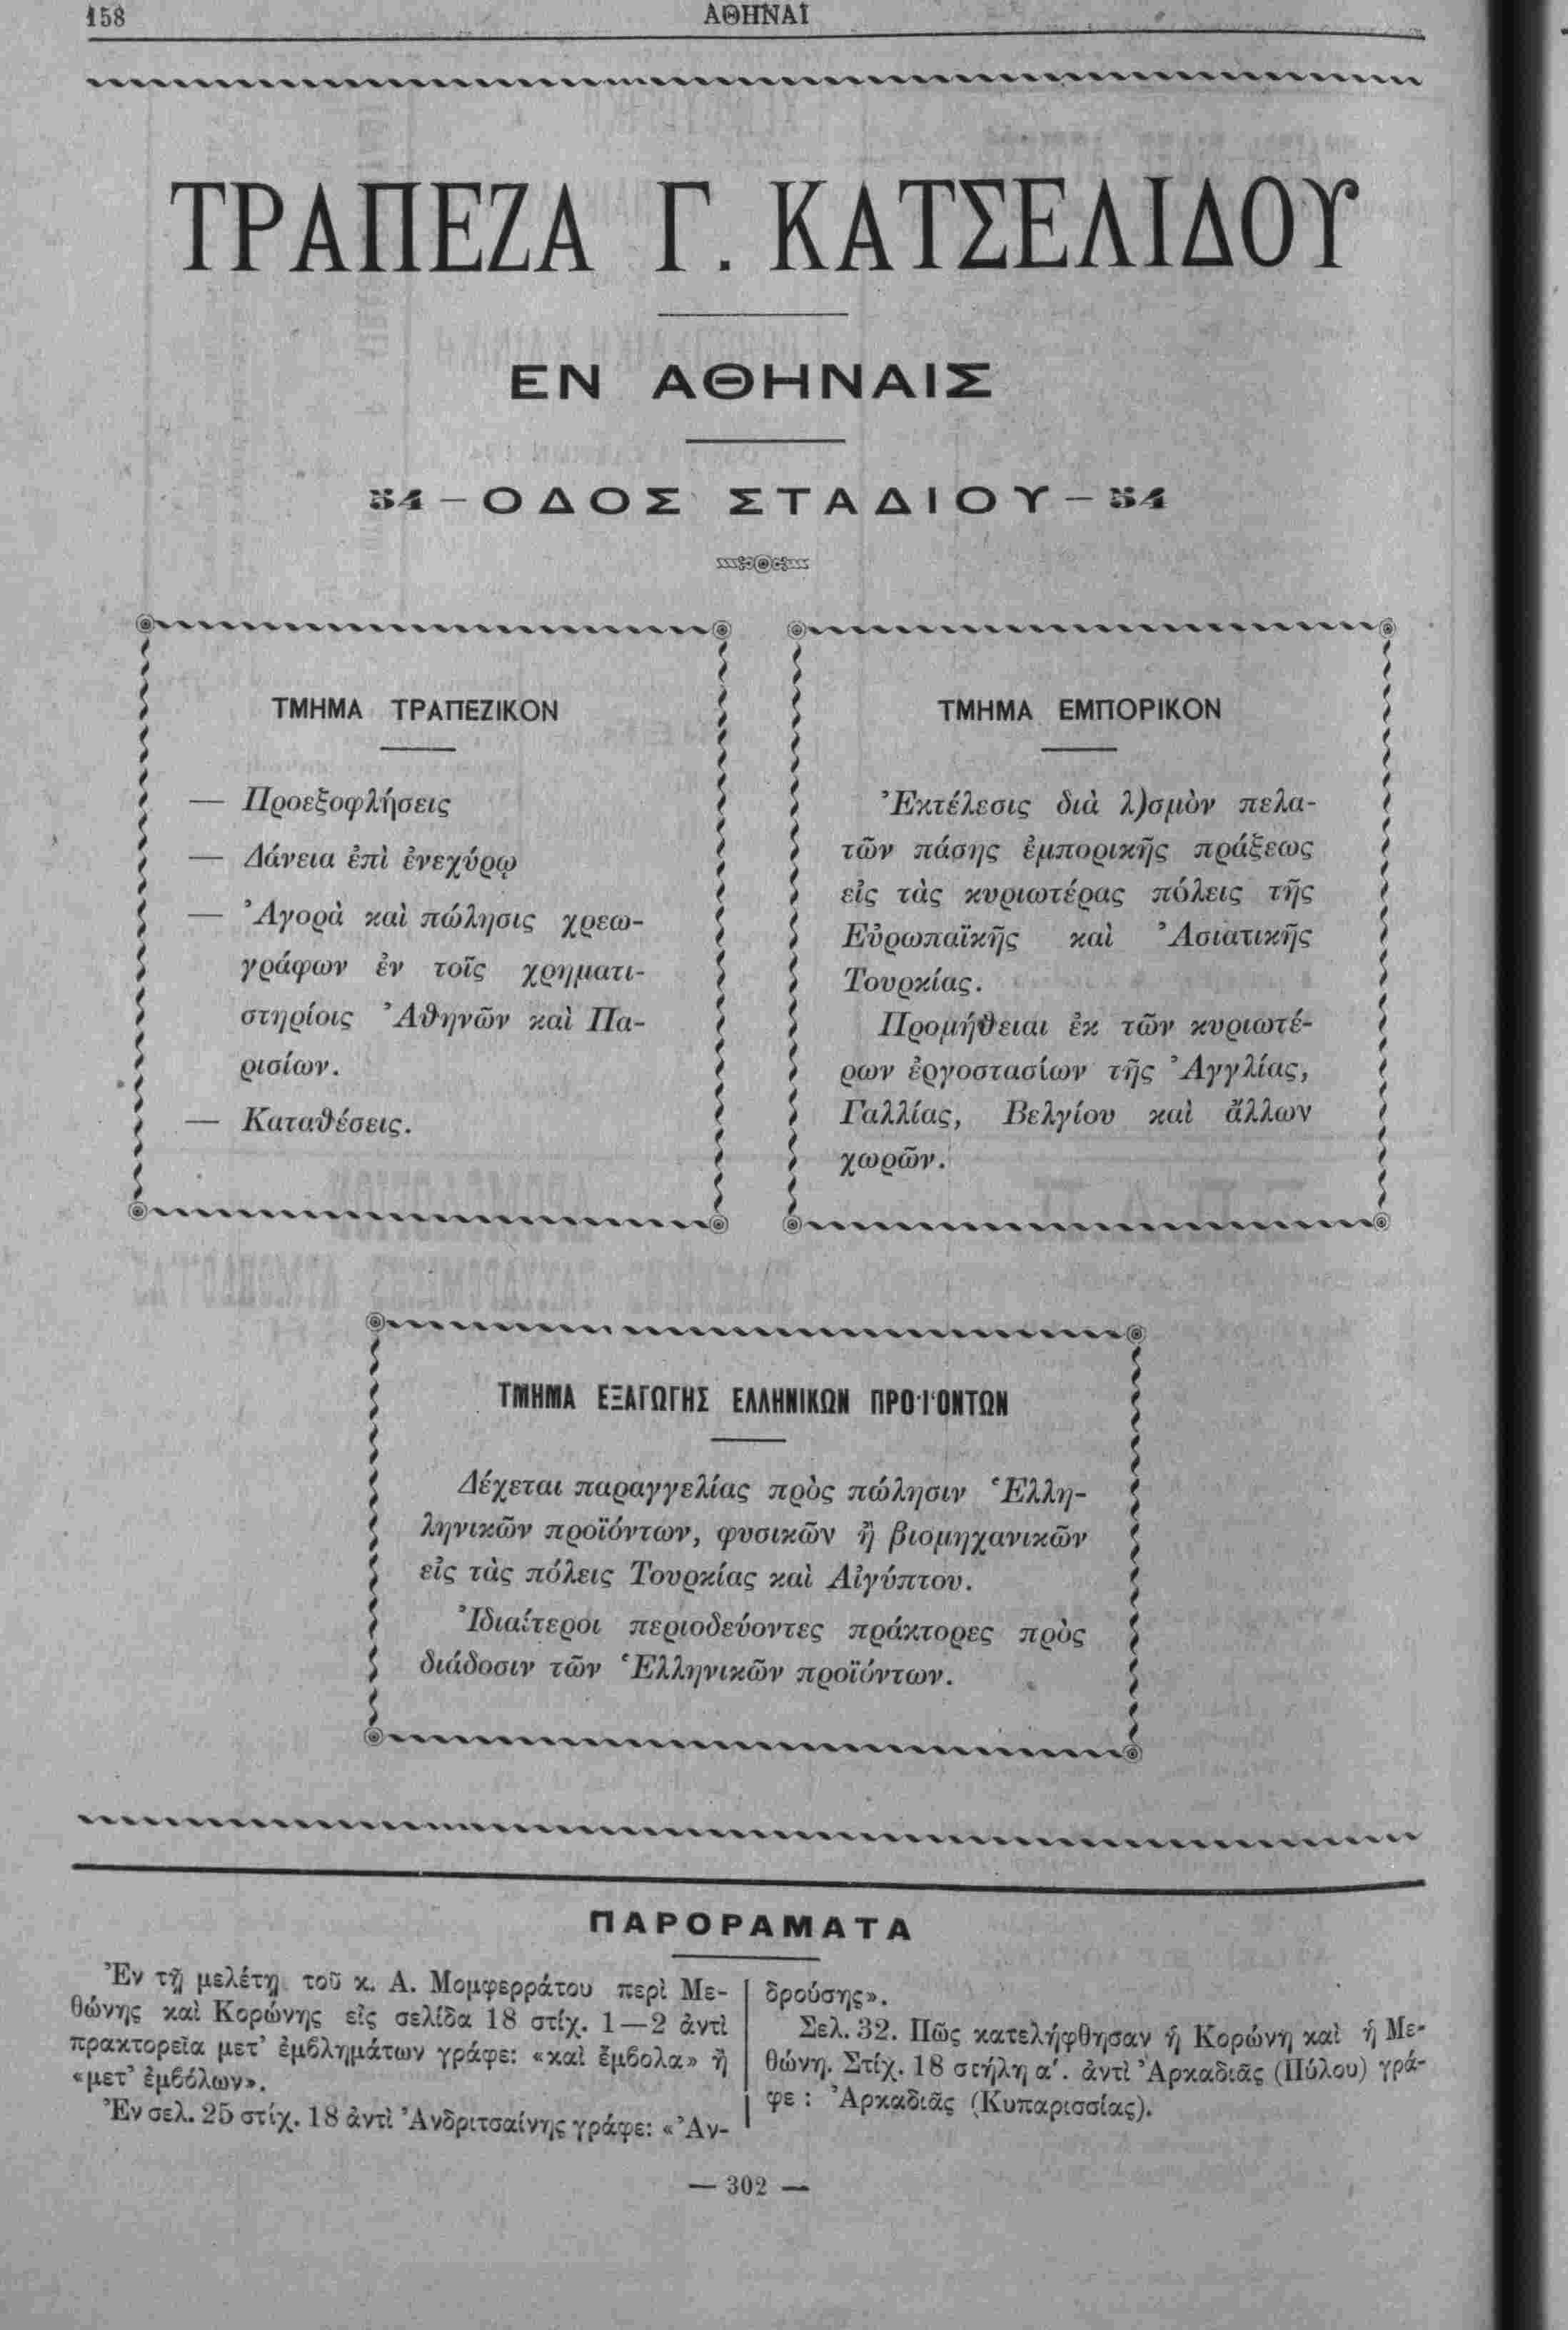 158
ΑΘΗΝΑΙ
ΤΡΑΠΕΖΑ Γ. ΚΑΤΣΕΛΙΔΟΥ
ΕΝ ΑΘΗΝΑΙΣ
54 – ΟΔΟΣ ΣΤΑΔΙΟΥ – 54
ΤΜΗΜΑ ΤΡΑΠΕΖΙΚΟΝ
— Προεξοφλήσεις
— Δάνεια ἐπὶ ἐνεχύρῳ
— Ἀγορὰ καὶ πώλησις χρεω-
γράφων ἐν τοῖς χρηματι-
στηρίοις Ἀθηνῶν καὶ Πα-
ρισίων.
— Καταθέσεις.
ΤΜΗΜΑ ΕΜΠΟΡΙΚΟΝ
Ἐκτέλεσις διὰ λ)σμὸν πελα-
τῶν πάσης ἐμπορικῆς πράξεως
εἰς τὰς κυριωτέρας πόλεις τῆς
Εὐρωπαϊκῆς καὶ Ἀσιατικῆς
Τουρκίας.
Προμήθειαι ἐκ τῶν κυριωτέ-
ρων ἐργοστασίων τῆς Ἀγγλίας,
Γαλλίας, Βελγίου καὶ ἄλλων
χωρῶν.
ΤΜΗΜΑ ΕΞΑΓΩΓΗΣ ΕΛΛΗΝΙΚΩΝ ΠΡΟΪΟΝΤΩΝ
Δέχεται παραγγελίας πρὸς πώλησιν Ἑλλη-
ληνικῶν προϊόντων, φυσικῶν ἢ βιομηχανικῶν
εἰς τὰς πόλεις Τουρκίας καὶ Αἰγύπτου.
Ἰδιαίτεροι περιοδεύοντες πράκτορες πρὸς
διάδοσιν τῶν Ἑλληνικῶν προϊόντων.
ΠΑΡΟΡΑΜΑΤΑ
Ἐν τῇ μελέτῃ τοῦ κ. Α. Μομφερράτου περὶ Με-
θώνης καὶ Κορώνης εἰς σελίδα 18 στίχ. 1—2 ἀντὶ
πρακτορεῖα μετ' ἐμβλημάτων γράφε: «καὶ ἔμβολα» ἢ
«μετ' ἐμβόλων».
Ἐν σελ. 25 στίχ. 18 ἀντὶ Ἀνδριτσαίνης γράφε: «Ἀν-
δρούσης».
Σελ. 32. Πῶς κατελήφθησαν ἡ Κορώνη καὶ ἡ Με-
θώνη. Στίχ. 18 στήλη α'. ἀντὶ Ἀρκαδιᾶς (Πύλου) γρά-
φε : Ἀρκαδιᾶς (Κυπαρισσίας).
— 302 —